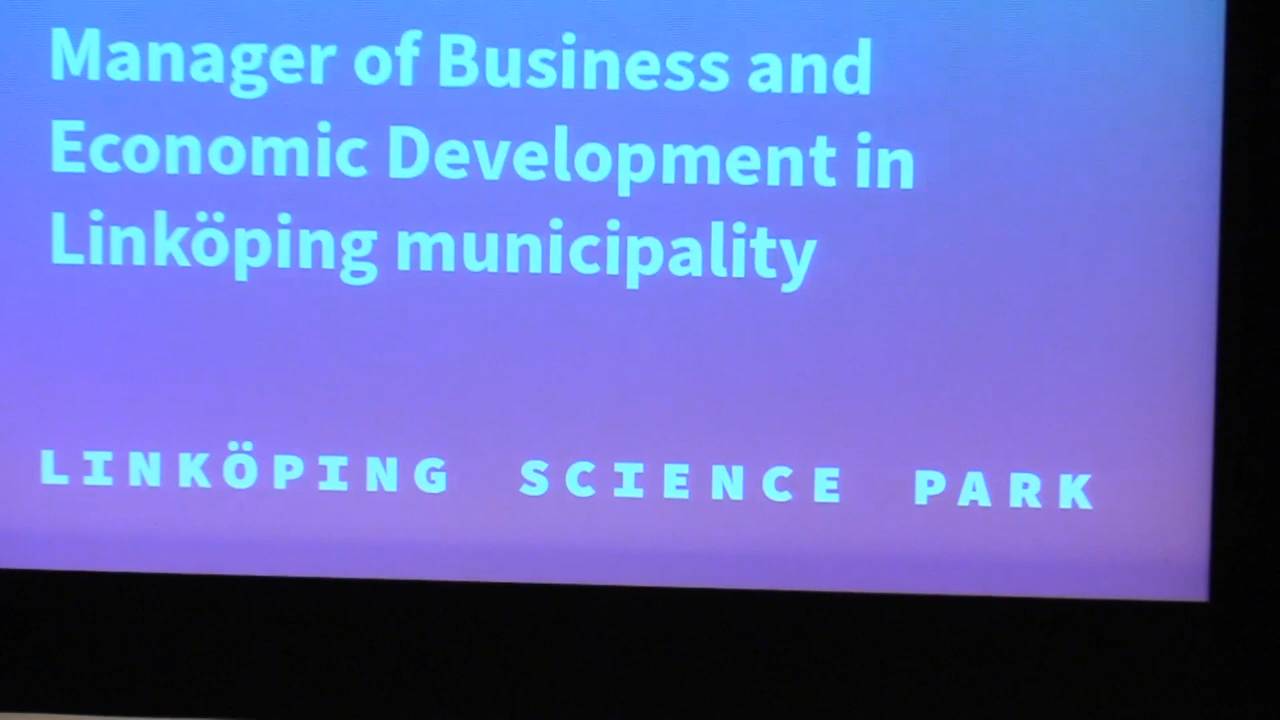 Manager of Business and
Economic Development in
Linköping municipality
LINKÖPING SCIENCE PARK